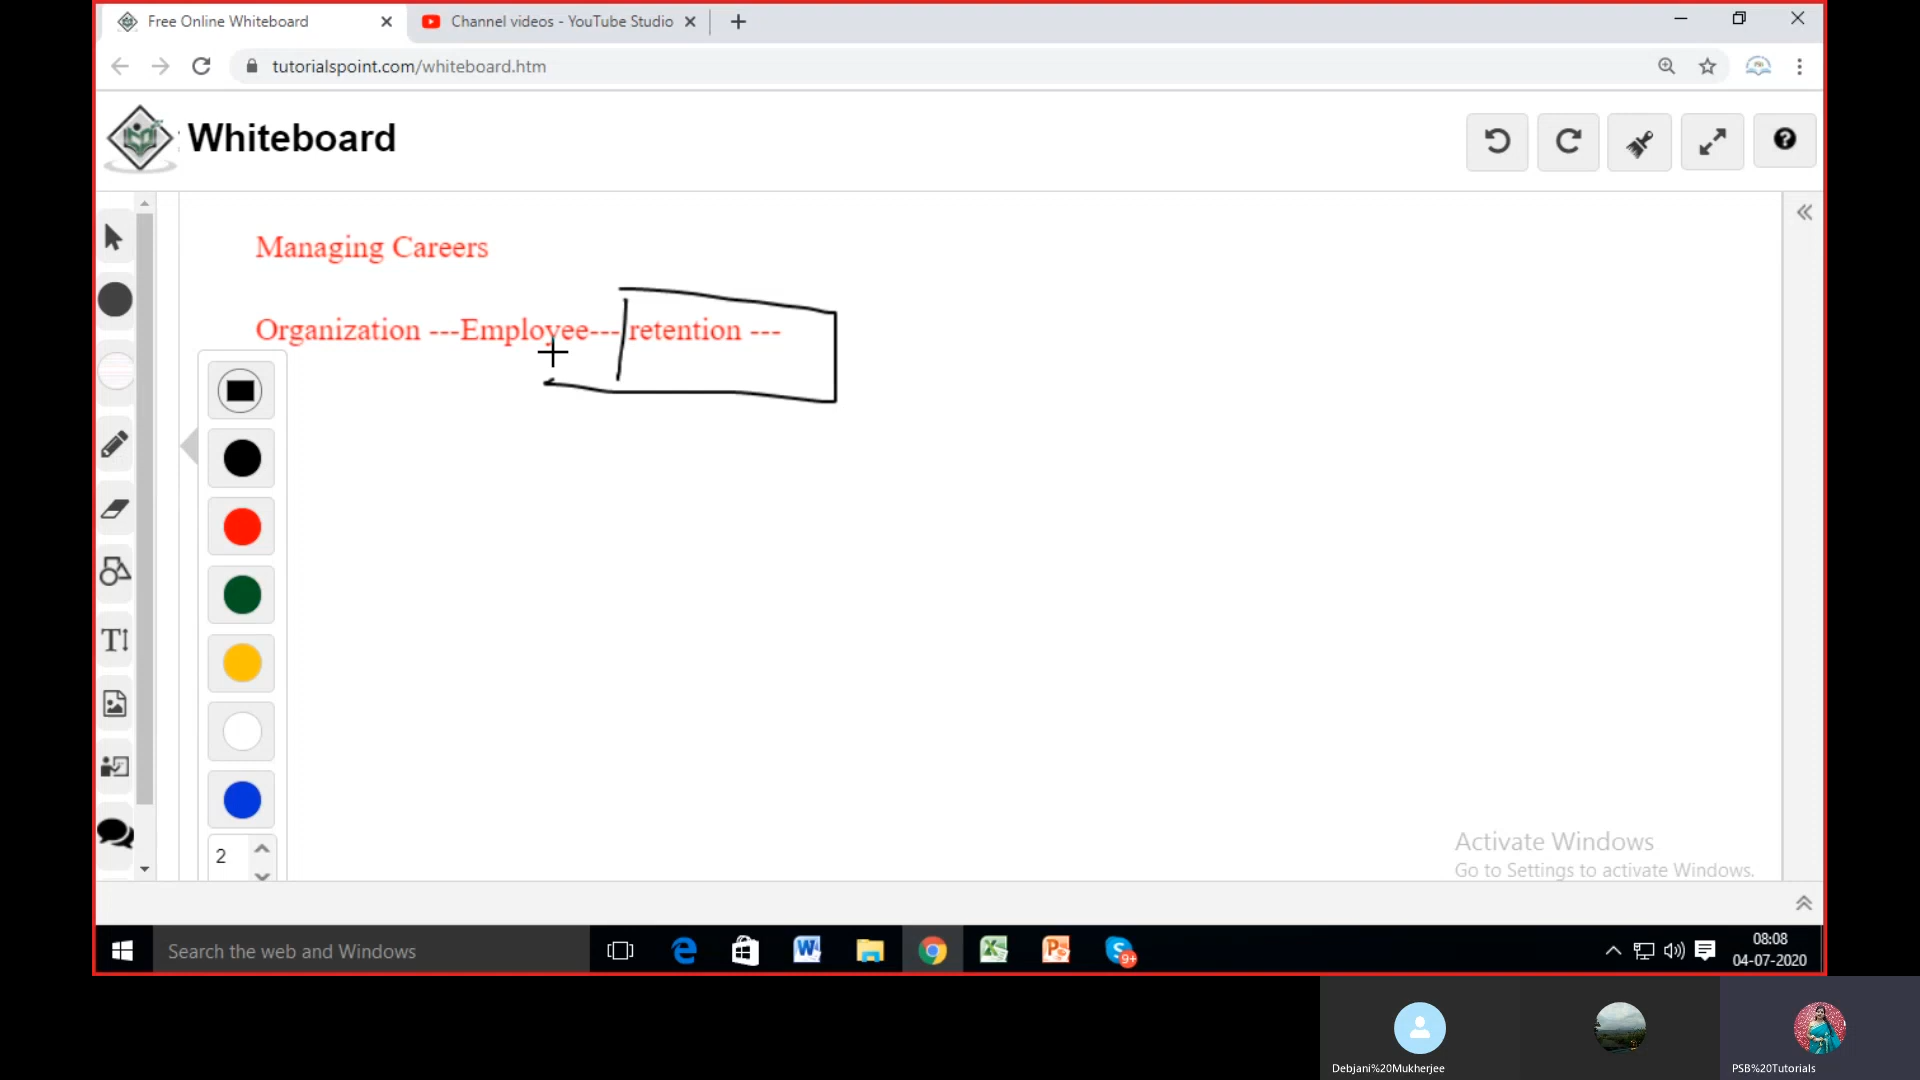 Free Online Whiteboard
Channel videos - YouTube Studio
tutorialspoint.com/whiteboard.htm
Whiteboard
Managing Careers
Organization ---Employee--- retention ---
2
Activate Windows
Go to Settings to activate Windows.
Search the web and Windows
9+
08:08
04-07-2020
Debjani%20Mukherjee
PSB%20Tutorials